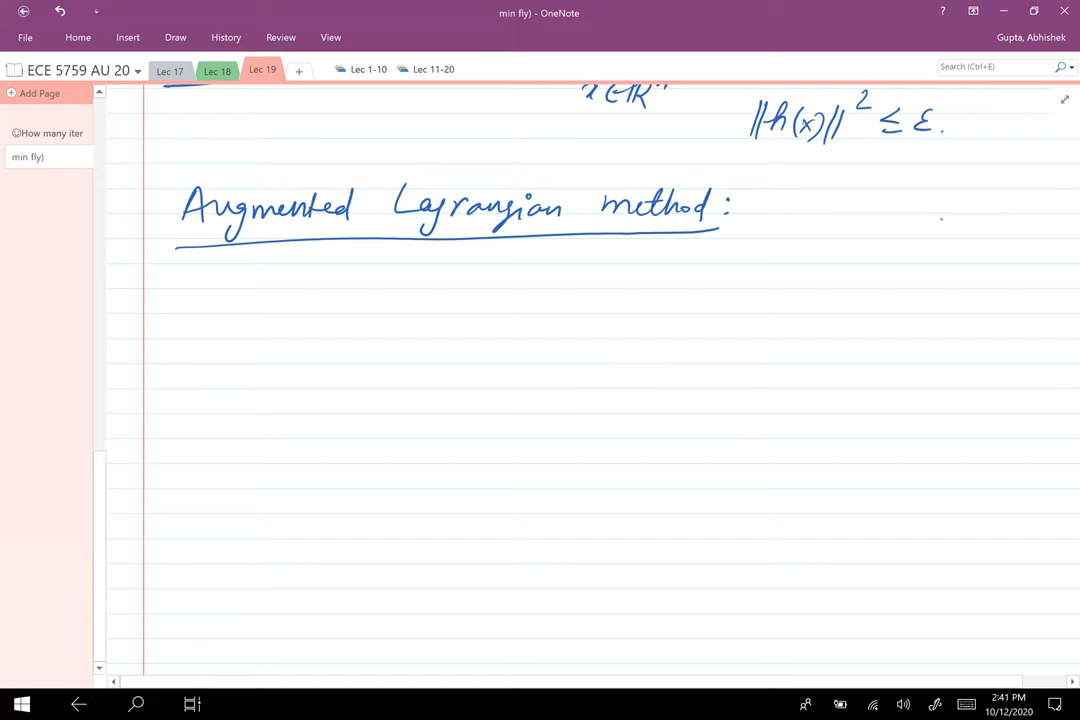 min f(y) - OneNote
File Home Insert Draw History Review View
Gupta, Abhishek
ECE 5759 AU 20
Lec 17 Lec 18 Lec 19 + Lec 1-10 Lec 11-20
Search (Ctrl+E)
Add Page
How many iter
min fly)
x ∈ ℝⁿ
||h(x)||² ≤ ε.
Augmented Lagrangian method:
2:41 PM
10/12/2020